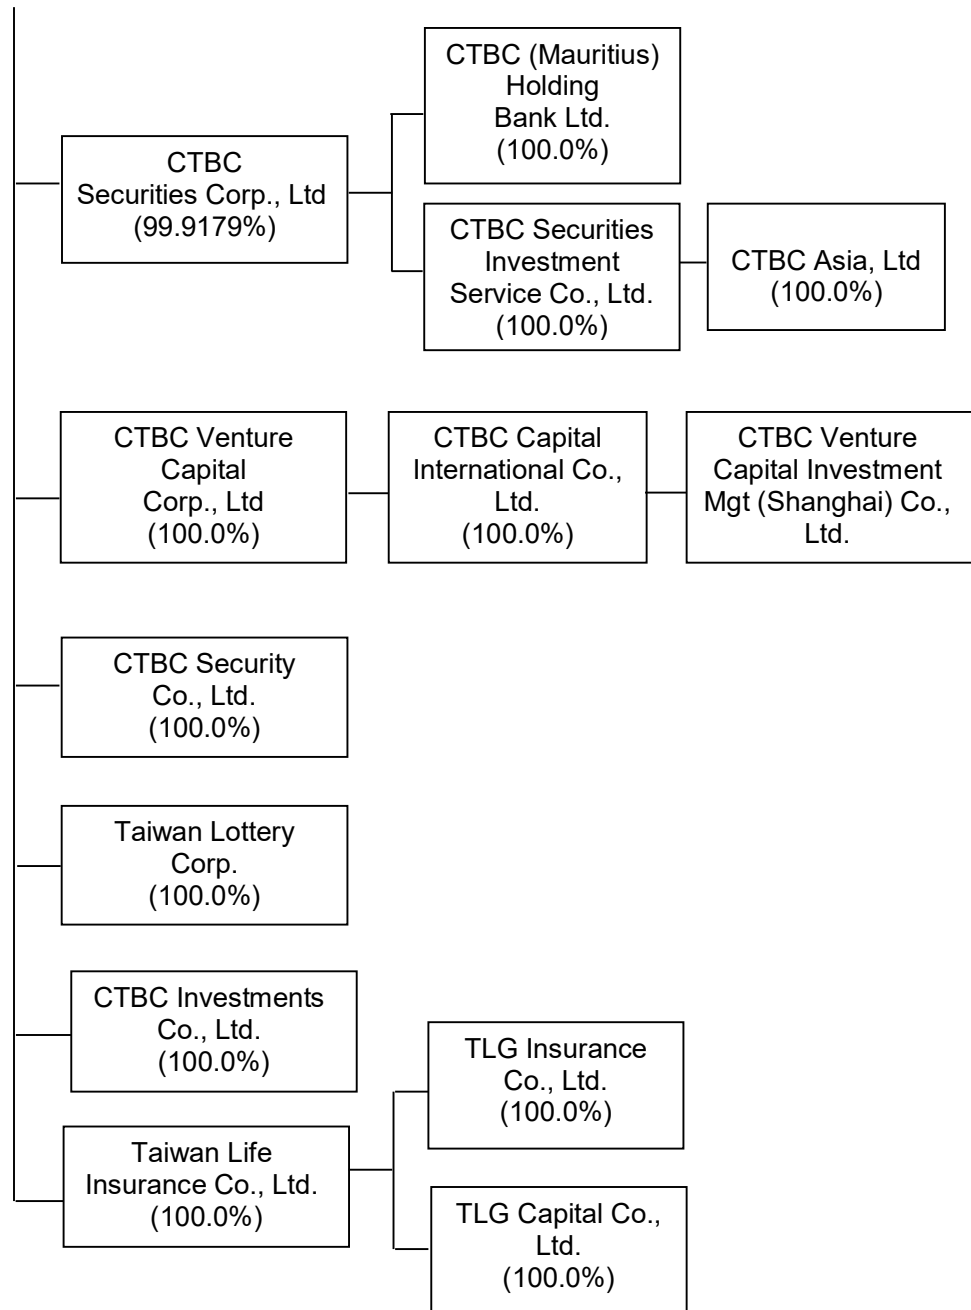 CTBC (Mauritius)
Holding
Bank Ltd.
(100.0%)
CTBC
Securities Corp., Ltd
(99.9179%)
CTBC Securities
Investment
Service Co., Ltd.
(100.0%)
CTBC Asia, Ltd
(100.0%)
CTBC Venture
Capital
Corp., Ltd
(100.0%)
CTBC Capital
International Co.,
Ltd.
(100.0%)
CTBC Venture
Capital Investment
Mgt (Shanghai) Co.,
Ltd.
CTBC Security
Co., Ltd.
(100.0%)
Taiwan Lottery
Corp.
(100.0%)
CTBC Investments
Co., Ltd.
(100.0%)
TLG Insurance
Co., Ltd.
(100.0%)
Taiwan Life
Insurance Co., Ltd.
(100.0%)
TLG Capital Co.,
Ltd.
(100.0%)